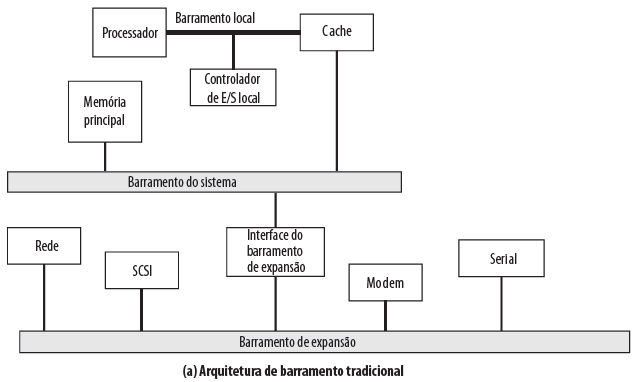 Barramento local
Processador
Cache
Controlador
de E/S local
Memória
principal
Barramento do sistema
Rede
SCSI
Interface do
barramento
de expansão
Modem
Serial
Barramento de expansão
(a) Arquitetura de barramento tradicional